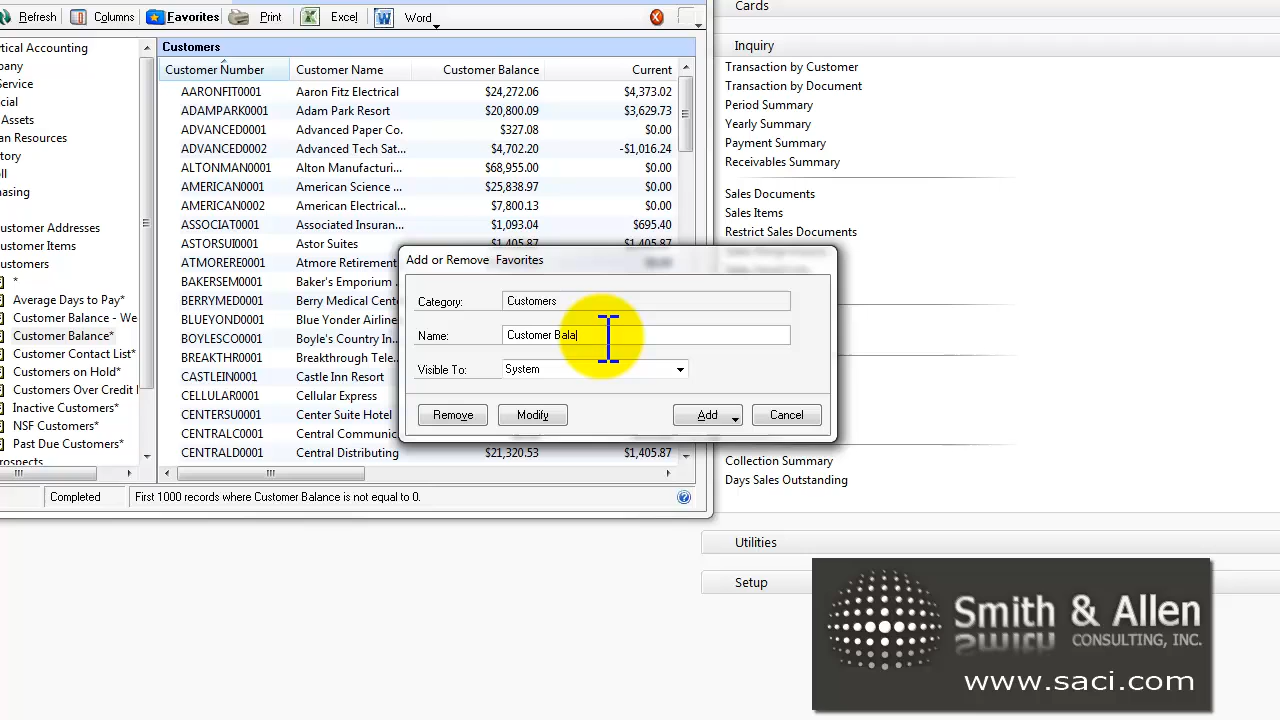 Refresh Columns Favorites Print Excel Word
Cards
Customers
Inquiry
Customer Number Customer Name Customer Balance Current
AARONFIT0001 Aaron Fitz Electrical $24,272.06 $4,373.02
ADAMPARK0001 Adam Park Resort $20,800.09 $3,629.73
ADVANCED0001 Advanced Paper Co. $327.08 $0.00
ADVANCED0002 Advanced Tech Sat... $4,702.20 -$1,016.24
ALTONMAN0001 Alton Manufacturi... $68,955.00 $0.00
AMERICAN0001 American Science ... $25,838.97 $0.00
AMERICAN0002 American Electrical... $7,800.13 $0.00
ASSOCIAT0001 Associated Insuran... $1,093.04 $695.40
ASTORSUI0001 Astor Suites $1,405.87 $1,405.87
ATMORERE0001 Atmore Retirement
BAKERSEM0001 Baker's Emporium
BERRYMED0001 Berry Medical Cent
BLUEYOND0001 Blue Yonder Airline
BOYLESCO0001 Boyle's Country In
BREAKTHR0001 Breakthrough Tele..
CASTLEIN0001 Castle Inn Resort
CELLULAR0001 Cellular Express
CENTERSU0001 Center Suite Hotel
CENTRALC0001 Central Communic
CENTRALD0001 Central Distributing $21,320.53 $1,405.87
ytical Accounting
pany
Service
cial
Assets
an Resources
tory
ll
hasing
ustomer Addresses
ustomer Items
ustomers
*
Average Days to Pay*
Customer Balance - We
Customer Balance*
Customer Contact List*
Customers on Hold*
Customers Over Credit
Inactive Customers*
NSF Customers*
Past Due Customers*
rospects
Completed First 1000 records where Customer Balance is not equal to 0.
Add or Remove Favorites
Category: Customers
Name: Customer Bala
Visible To: System
Remove Modify Add Cancel
Transaction by Customer
Transaction by Document
Period Summary
Yearly Summary
Payment Summary
Receivables Summary
Sales Documents
Sales Items
Restrict Sales Documents
Collection Summary
Days Sales Outstanding
Utilities
Setup
Smith & Allen
CONSULTING, INC.
www.saci.com